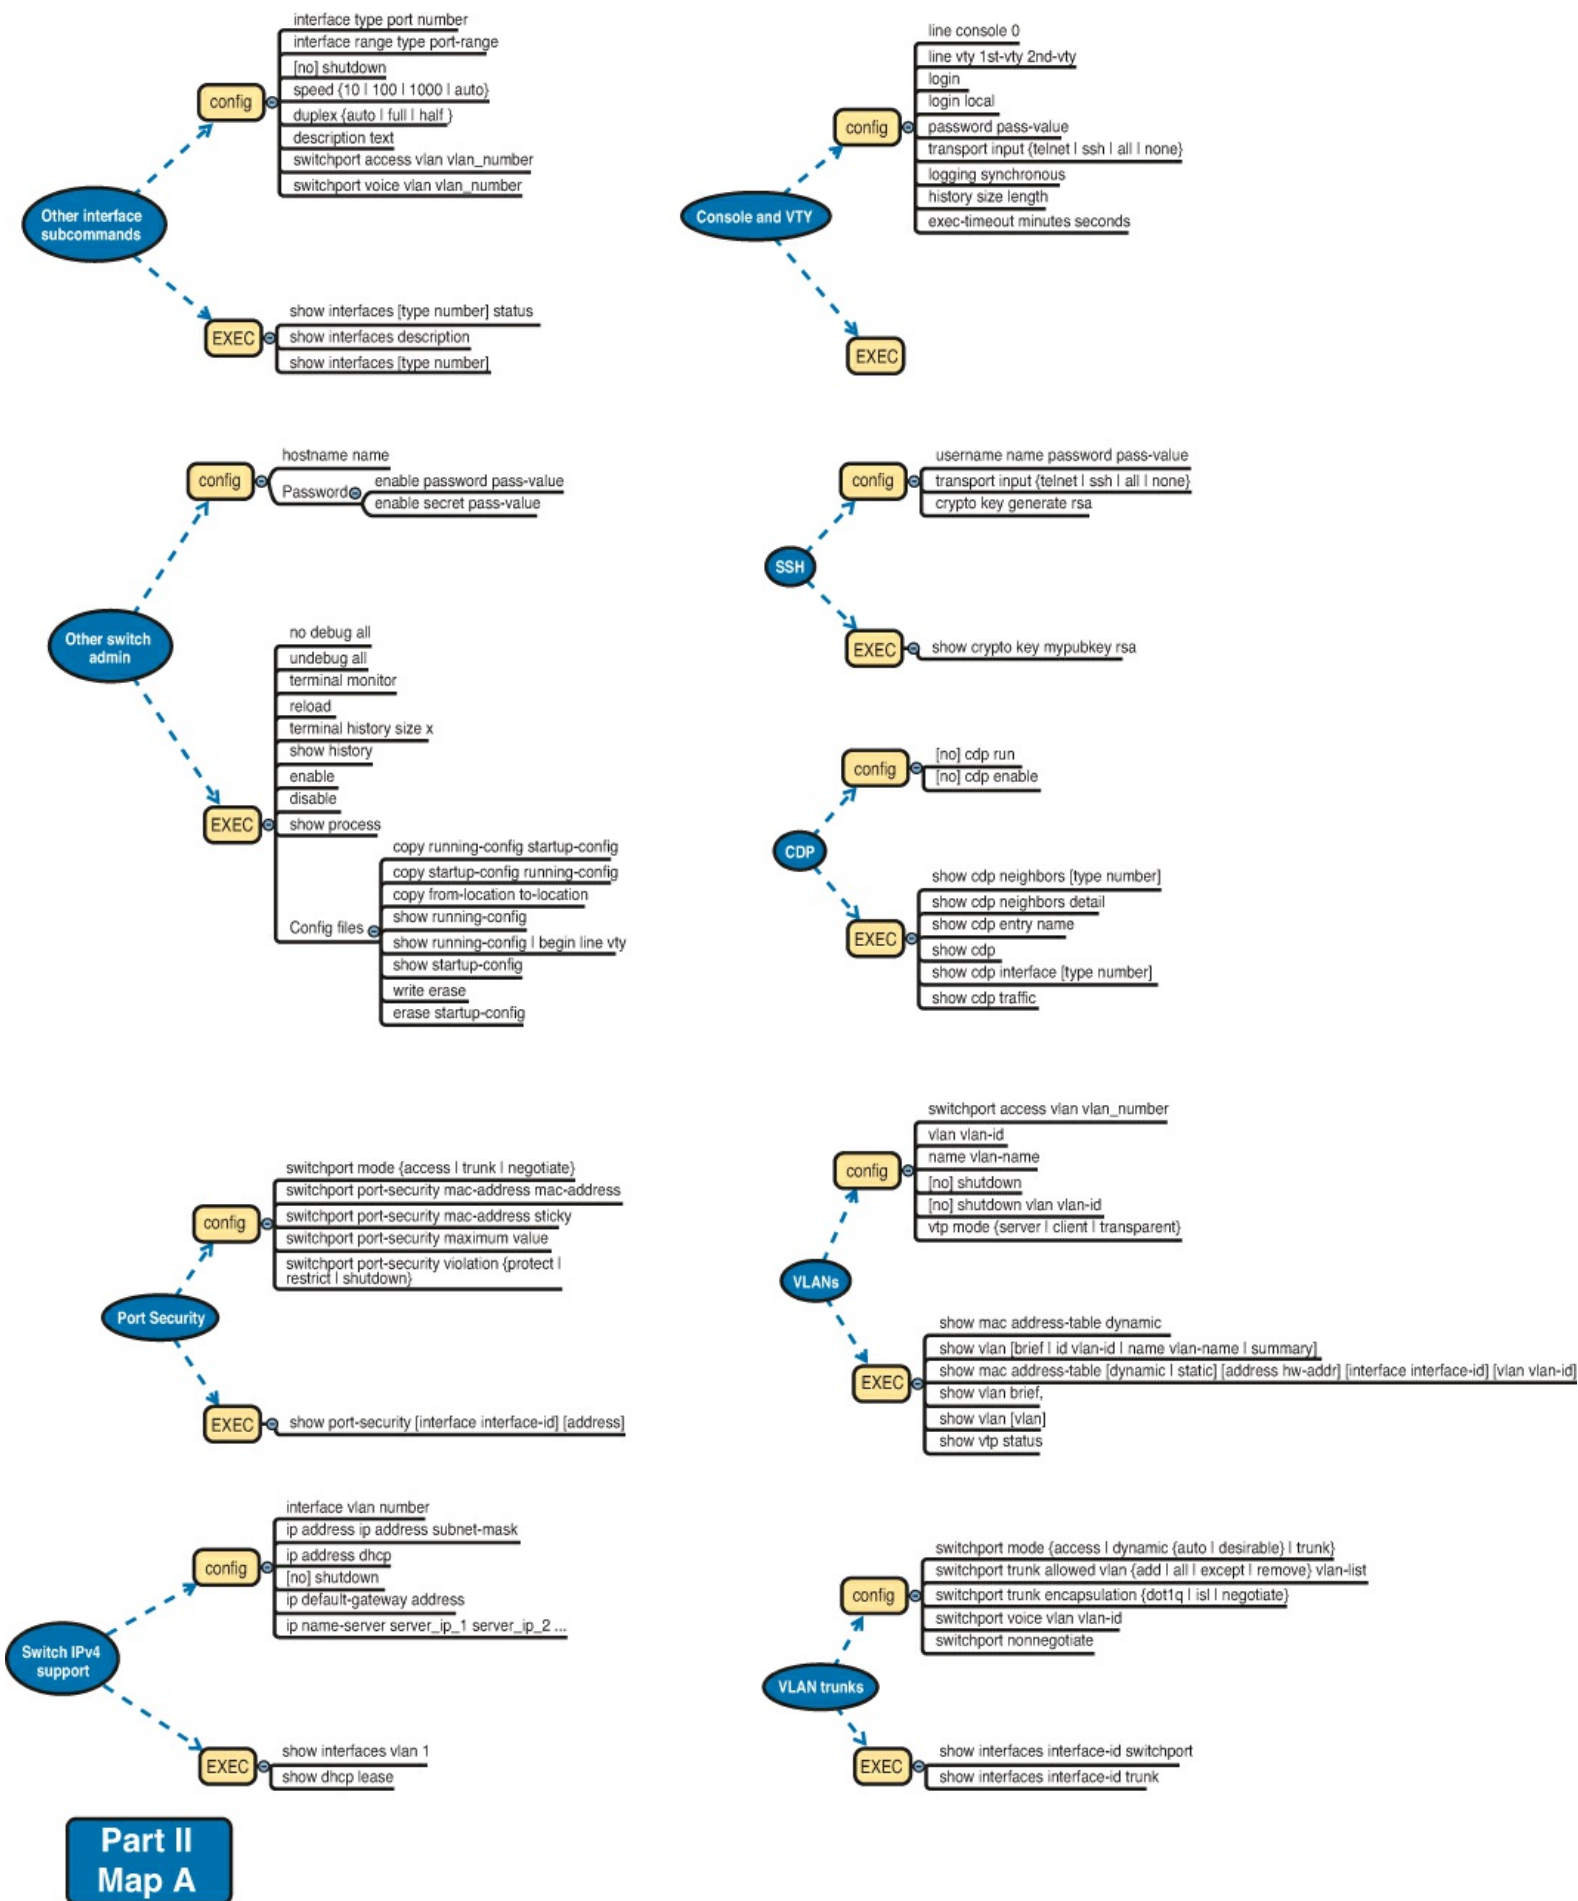 interface type port number
interface range type port-range
[no] shutdown
config
speed {10 | 100 | 1000 | auto}
duplex {auto | full | half }
description text
switchport access vlan vlan_number
switchport voice vlan vlan_number
Other interface
subcommands
show interfaces [type number] status
EXEC
show interfaces description
show interfaces [type number]
line console 0
line vty 1st-vty 2nd-vty
login
login local
config
password pass-value
transport input {telnet | ssh | all | none}
logging synchronous
history size length
exec-timeout minutes seconds
Console and VTY
EXEC
hostname name
config
Password
enable password pass-value
enable secret pass-value
Other switch
admin
no debug all
undebug all
terminal monitor
reload
terminal history size x
show history
enable
disable
EXEC
show process
Config files
copy running-config startup-config
copy startup-config running-config
copy from-location to-location
show running-config
show running-config | begin line vty
show startup-config
write erase
erase startup-config
username name password pass-value
config
transport input {telnet | ssh | all | none}
crypto key generate rsa
SSH
EXEC
show crypto key mypubkey rsa
config
[no] cdp run
[no] cdp enable
CDP
show cdp neighbors [type number]
show cdp neighbors detail
show cdp entry name
EXEC
show cdp
show cdp interface [type number]
show cdp traffic
switchport mode {access | trunk | negotiate}
switchport port-security mac-address mac-address
config
switchport port-security mac-address sticky
switchport port-security maximum value
switchport port-security violation {protect |
restrict | shutdown}
Port Security
EXEC
show port-security [interface interface-id] [address]
switchport access vlan vlan_number
vlan vlan-id
name vlan-name
config
[no] shutdown
[no] shutdown vlan vlan-id
vtp mode {server | client | transparent}
VLANs
show mac address-table dynamic
show vlan [brief | id vlan-id | name vlan-name | summary]
show mac address-table [dynamic | static] [address hw-addr] [interface interface-id] [vlan vlan-id]
EXEC
show vlan brief,
show vlan [vlan]
show vtp status
interface vlan number
ip address ip address subnet-mask
ip address dhcp
config
[no] shutdown
ip default-gateway address
ip name-server server_ip_1 server_ip_2 ...
Switch IPv4
support
show interfaces vlan 1
EXEC
show dhcp lease
switchport mode {access | dynamic {auto | desirable} | trunk}
switchport trunk allowed vlan {add | all | except | remove} vlan-list
config
switchport trunk encapsulation {dot1q | isl | negotiate}
switchport voice vlan vlan-id
switchport nonnegotiate
VLAN trunks
show interfaces interface-id switchport
EXEC
show interfaces interface-id trunk
Part II
Map A